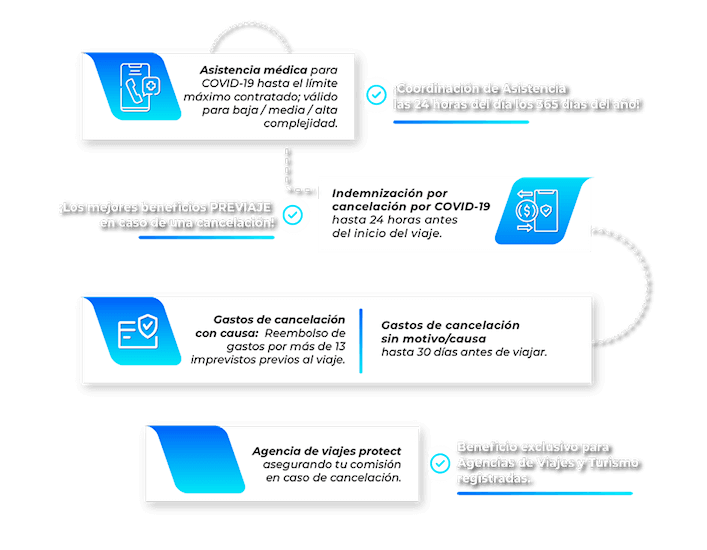 Asistencia médica para
COVID-19 hasta el límite
máximo contratado; válido
para baja / media / alta
complejidad.
¡Coordinación de Asistencia
las 24 horas del día los 365 días del año!
¡Los mejores beneficios PREVIAJE
en caso de una cancelación!
Indemnización por
cancelación por COVID-19
hasta 24 horas antes
del inicio del viaje.
Gastos de cancelación
con causa: Reembolso de
gastos por más de 13
imprevistos previos al viaje.
Gastos de cancelación
sin motivo/causa
hasta 30 días antes de viajar.
Agencia de viajes protect
asegurando tu comisión
en caso de cancelación.
Beneficio exclusivo para
Agencias de Viajes y Turismo
registradas.